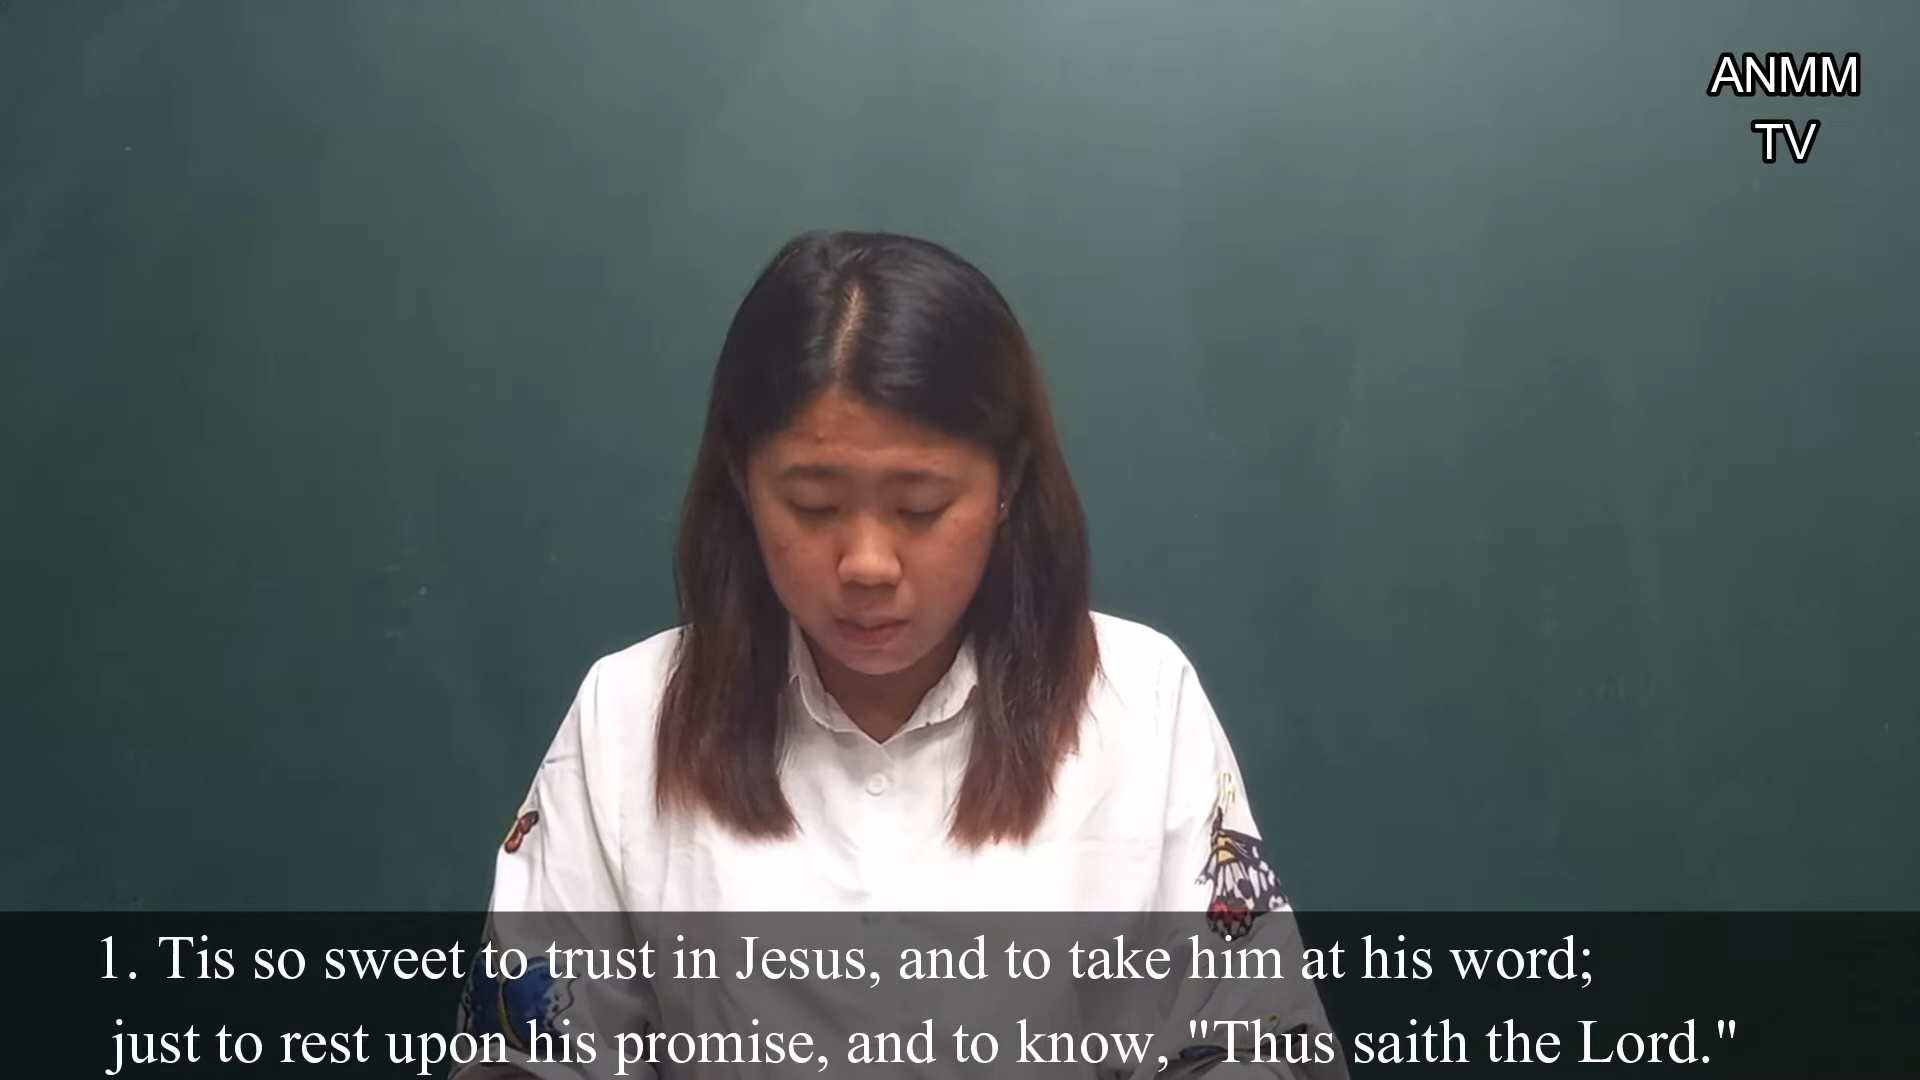 ANMM
TV
1. Tis so sweet to trust in Jesus, and to take him at his word;
just to rest upon his promise, and to know, "Thus saith the Lord."